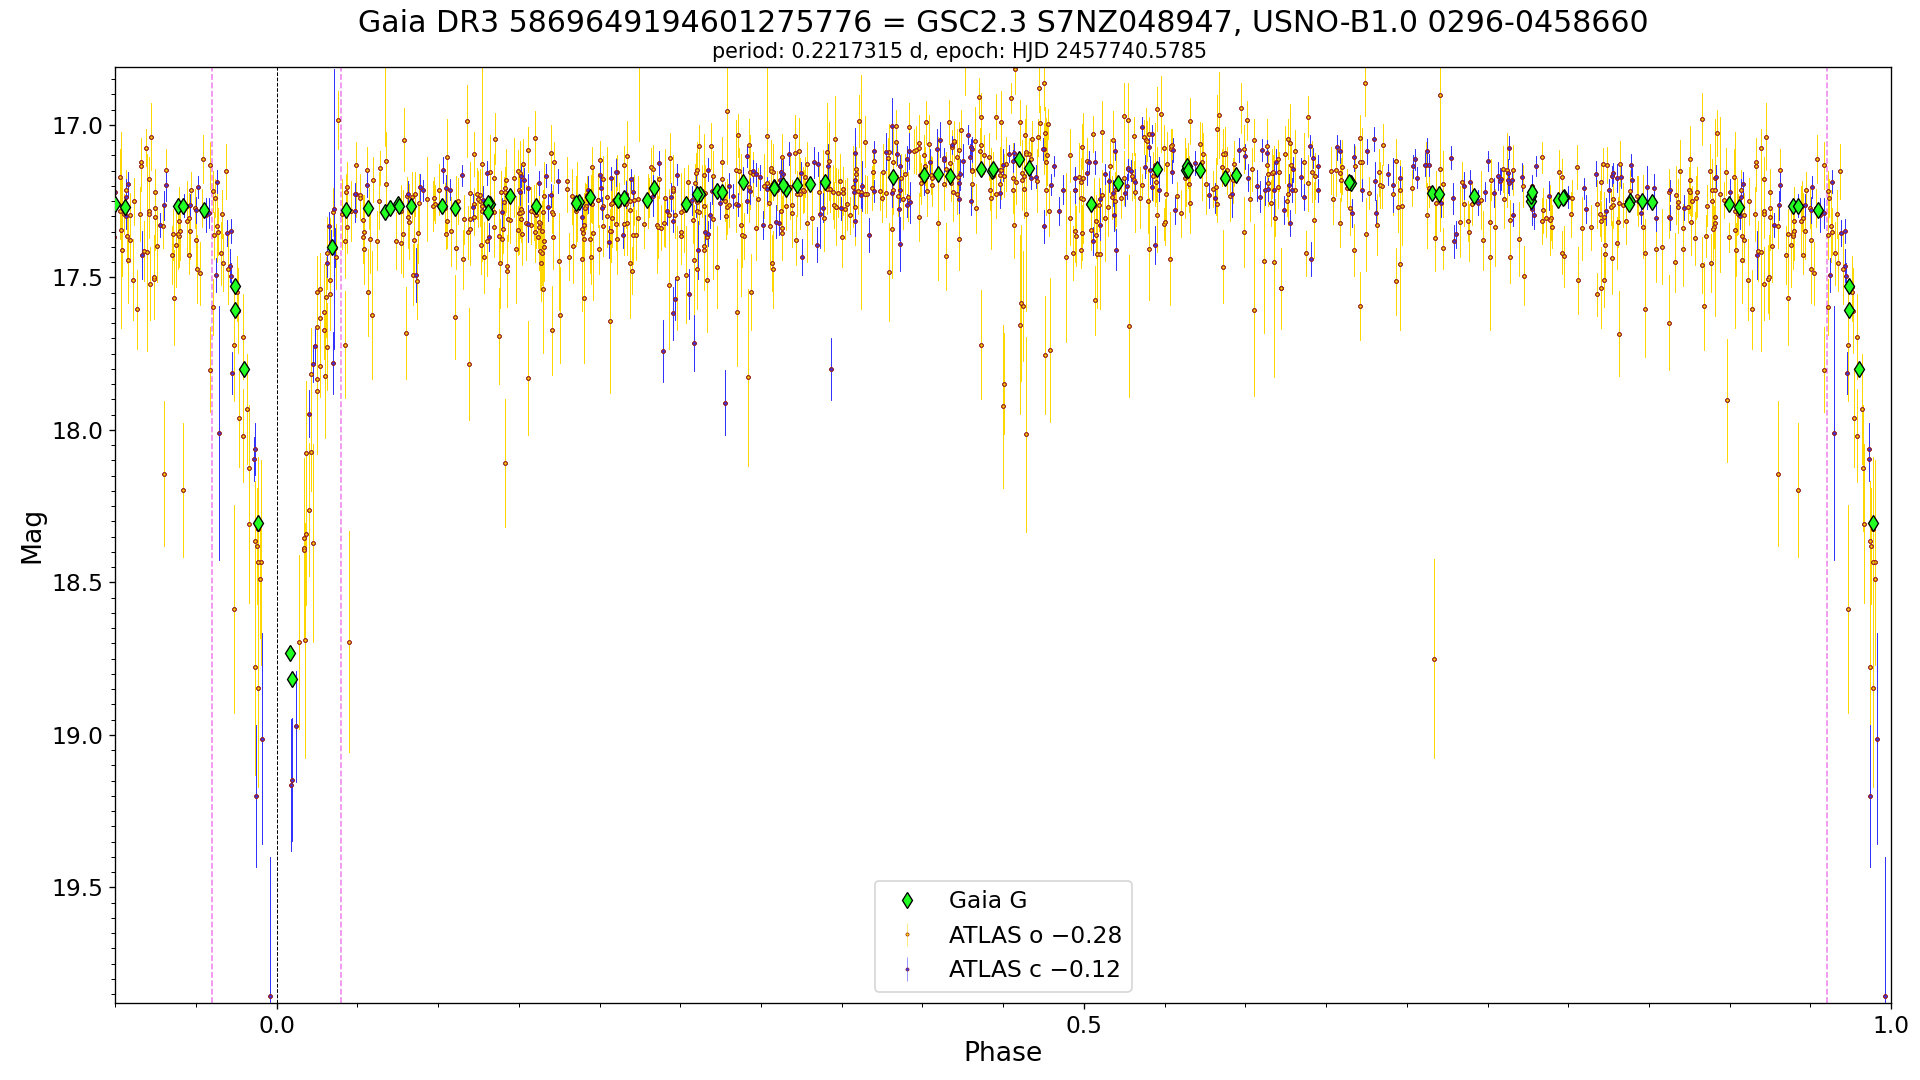 Gaia DR3 5869649194601275776 = GSC2.3 S7NZ048947, USNO-B1.0 0296-0458660
period: 0.2217315 d, epoch: HJD 2457740.5785
Mag
17.0
17.5
18.0
18.5
19.0
19.5
Gaia G
ATLAS o −0.28
ATLAS c −0.12
0.0
0.5
1.0
Phase